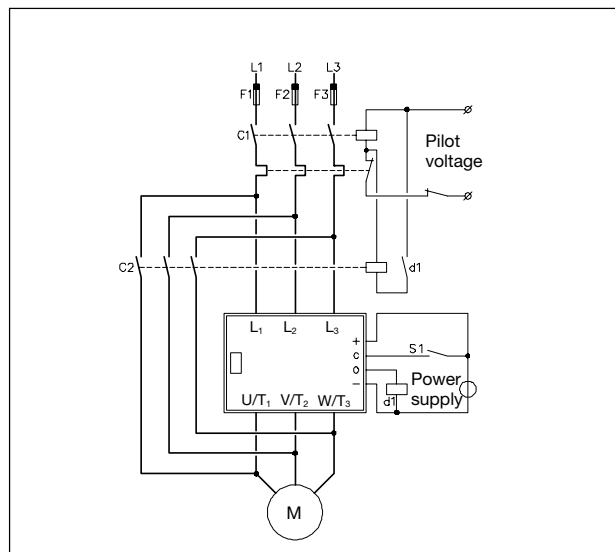 L1 L2 L3
F1 F2 F3
C1
Pilot
voltage
C2
d1
L₁ L₂ L₃
+
C
O
−
S1
Power
supply
d1
U/T₁ V/T₂ W/T₃
M